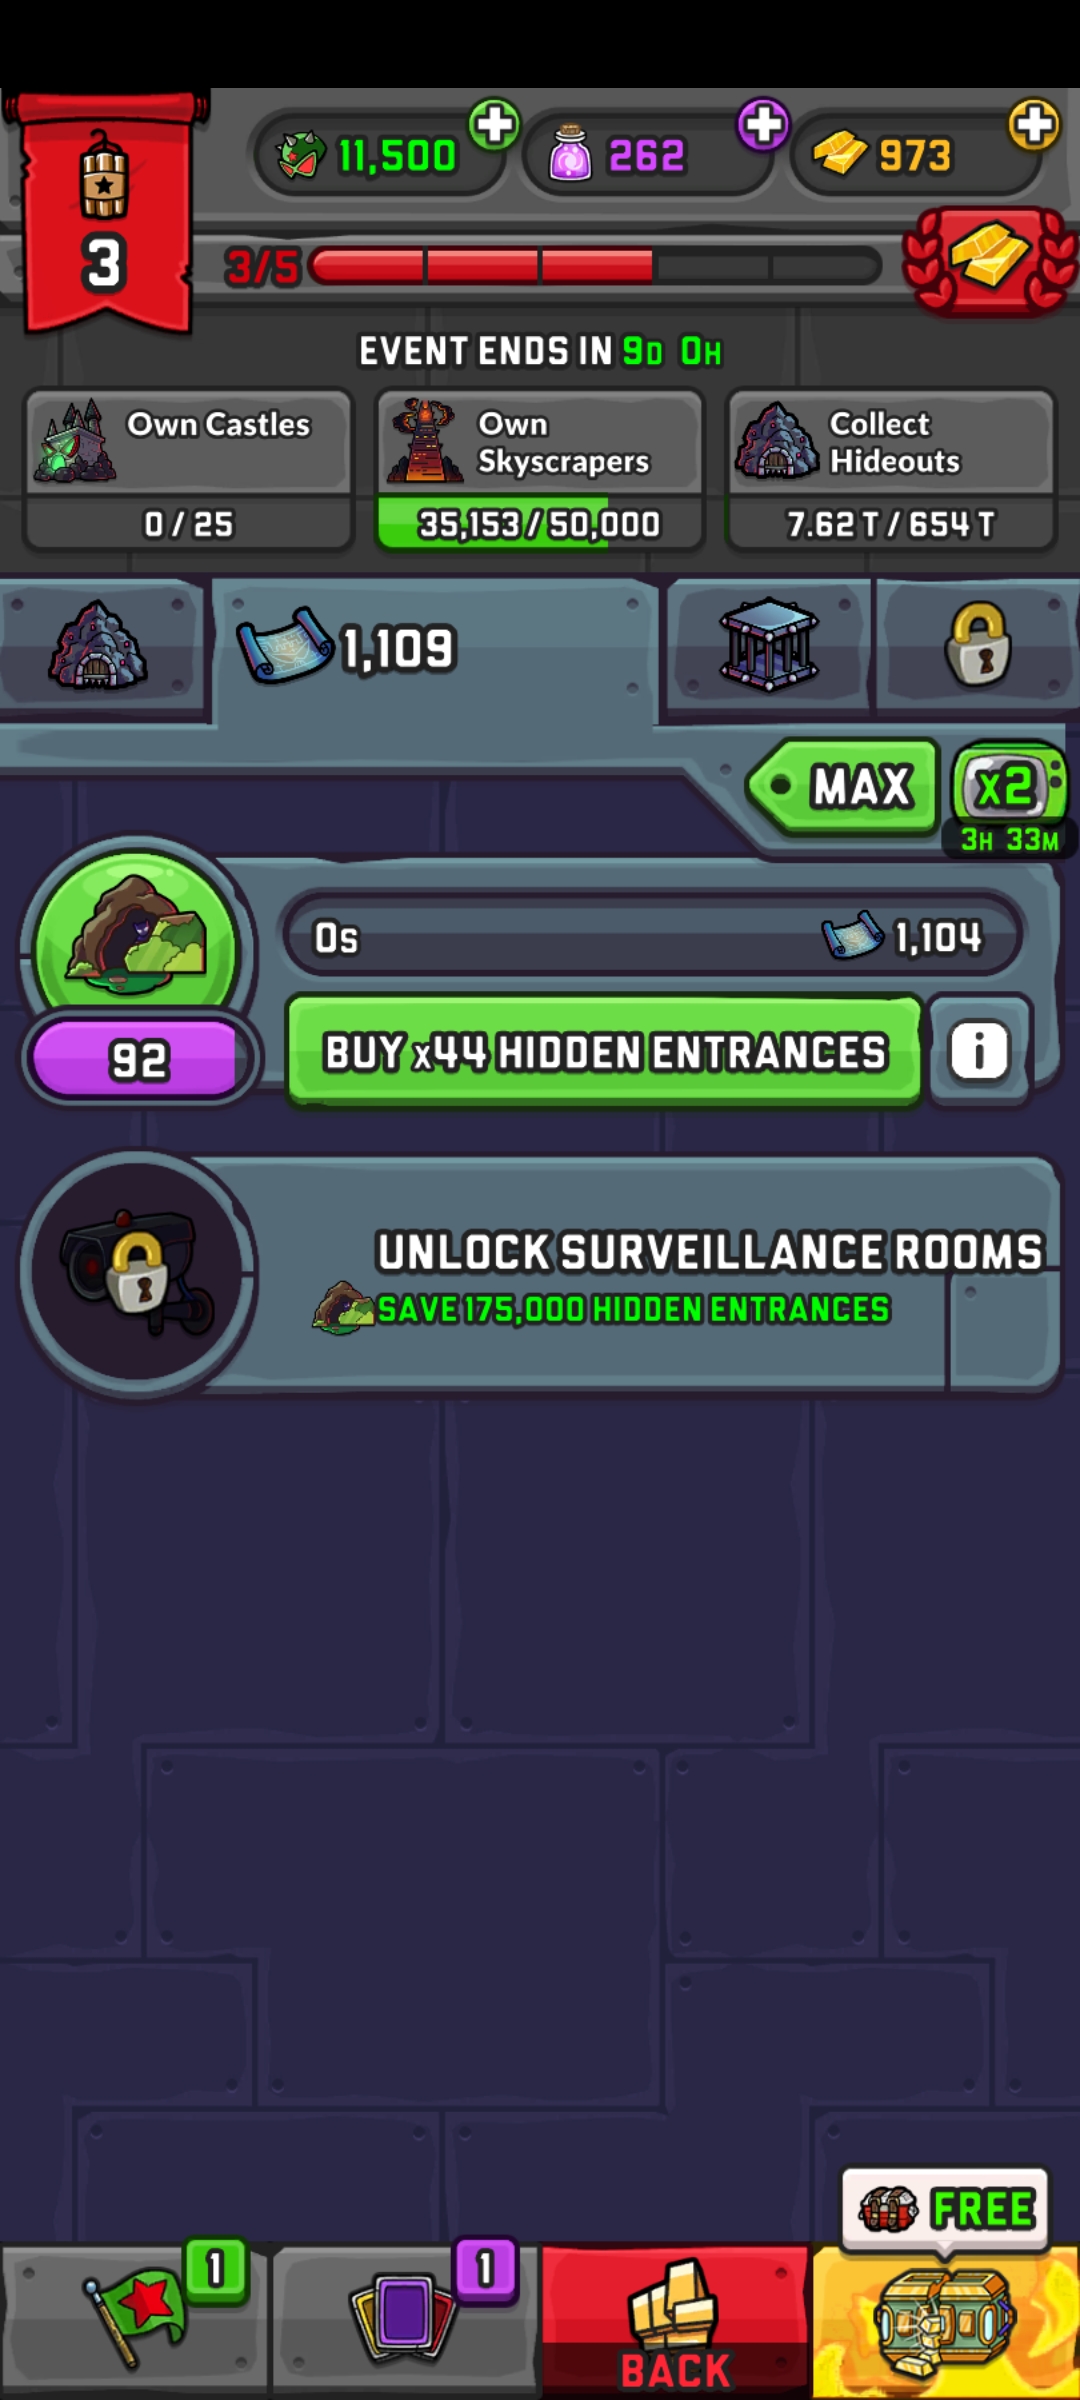 11,500
262
973
3
3/5
EVENT ENDS IN 9D 0H
Own Castles
0 / 25
Own
Skyscrapers
35,153 / 50,000
Collect
Hideouts
7.62 T / 654 T
1,109
MAX
x2
3H 33M
0s
1,104
92
BUY x44 HIDDEN ENTRANCES
i
UNLOCK SURVEILLANCE ROOMS
SAVE 175,000 HIDDEN ENTRANCES
FREE
1
1
BACK